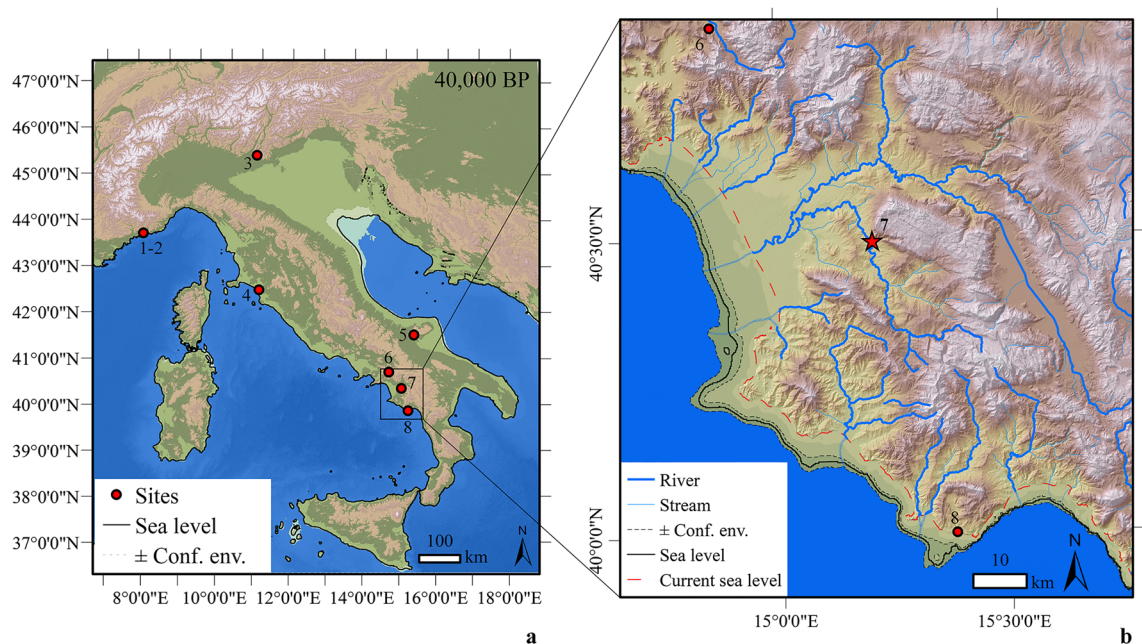 40,000 BP
47°0'0"N
46°0'0"N
45°0'0"N
44°0'0"N
43°0'0"N
42°0'0"N
41°0'0"N
40°0'0"N
39°0'0"N
38°0'0"N
37°0'0"N
3
1-2
4
5
6
7
8
Sites
Sea level
± Conf. env.
N
100
km
8°0'0"E
10°0'0"E
12°0'0"E
14°0'0"E
16°0'0"E
18°0'0"E
a
6
7
8
40°30'0"N
40°0'0"N
River
Stream
± Conf. env.
Sea level
Current sea level
N
10
km
15°0'0"E
15°30'0"E
b